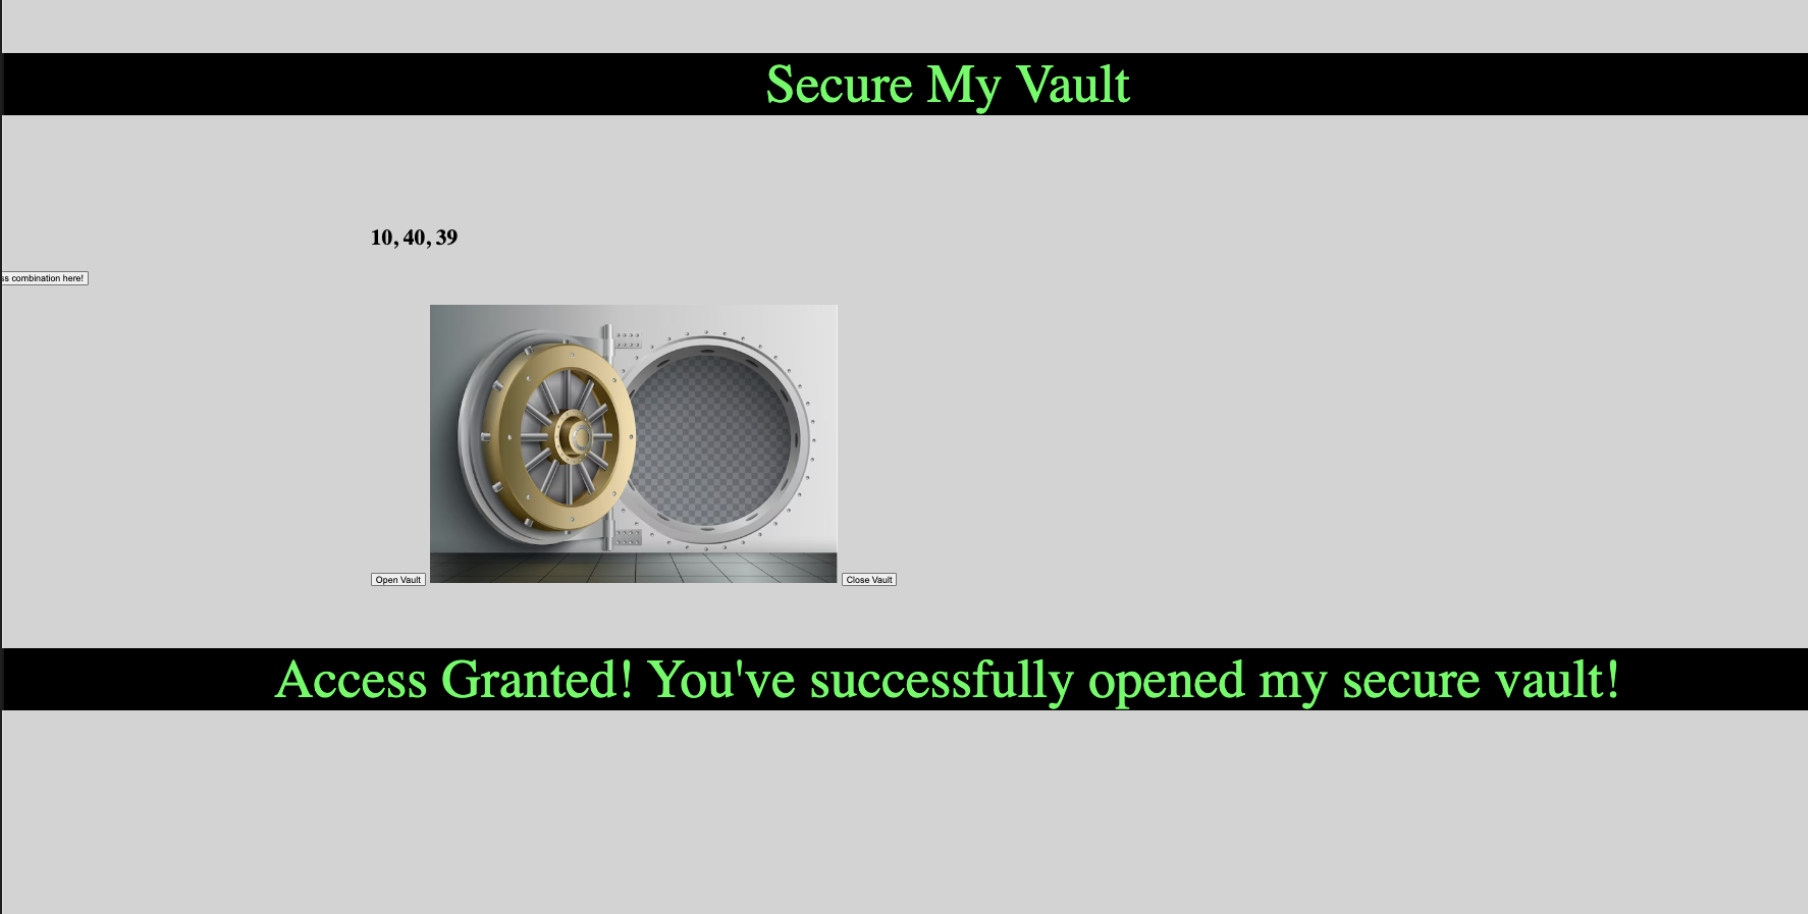 Secure My Vault
10, 40, 39
combination here!
Open Vault
Close Vault
Access Granted! You've successfully opened my secure vault!